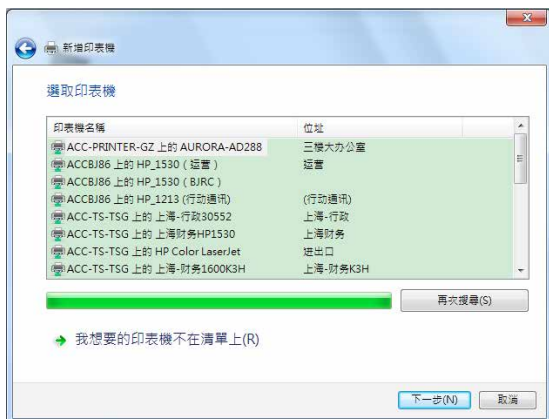 新增印表機
選取印表機
印表機名稱 位址
ACC-PRINTER-GZ 上的 AURORA-AD288 三樓大办公室
ACCBJ86 上的 HP_1530 ( 运营 ) 运营
ACCBJ86 上的 HP_1530 ( BJRC )
ACCBJ86 上的 HP_1213 (行动通讯) (行动通讯)
ACC-TS-TSG 上的 上海-行政30552 上海-行政
ACC-TS-TSG 上的 上海财务HP1530 上海财务
ACC-TS-TSG 上的 HP Color LaserJet 进出口
ACC-TS-TSG 上的 上海-财务1600K3H 上海-财务K3H
再次搜尋(S)
我想要的印表機不在清單上(R)
下一步(N) 取消